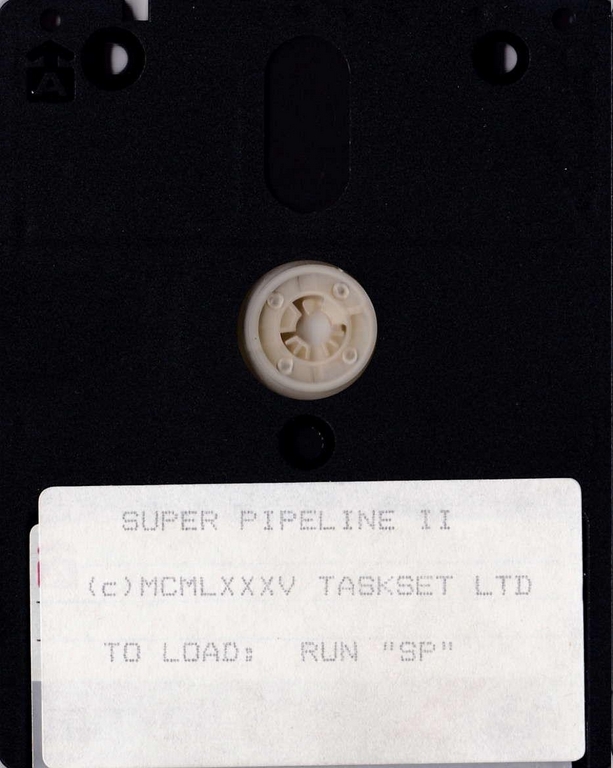 A
SUPER PIPELINE II
(c)MCMLXXXV TASKSET LTD
TO LOAD: RUN "SP"